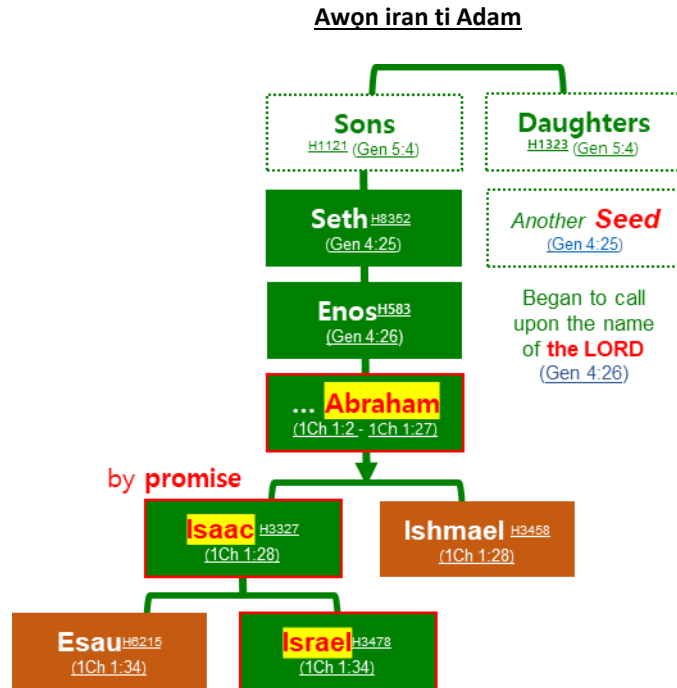 Awọn iran ti Adam
Sons
H1121 (Gen 5:4)
Daughters
H1323 (Gen 5:4)
Seth H8352
(Gen 4:25)
Another Seed
(Gen 4:25)
Enos H583
(Gen 4:26)
Began to call
upon the name
of the LORD
(Gen 4:26)
... Abraham
(1Ch 1:2 - 1Ch 1:27)
by promise
Isaac H3327
(1Ch 1:28)
Ishmael H3458
(1Ch 1:28)
Esau H6215
(1Ch 1:34)
Israel H3478
(1Ch 1:34)